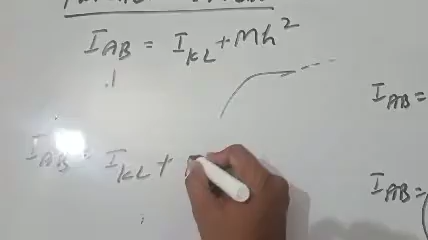 I_AB = I_KL + Mh²
I_AB = I_KL +
I_AB =
I_AB =